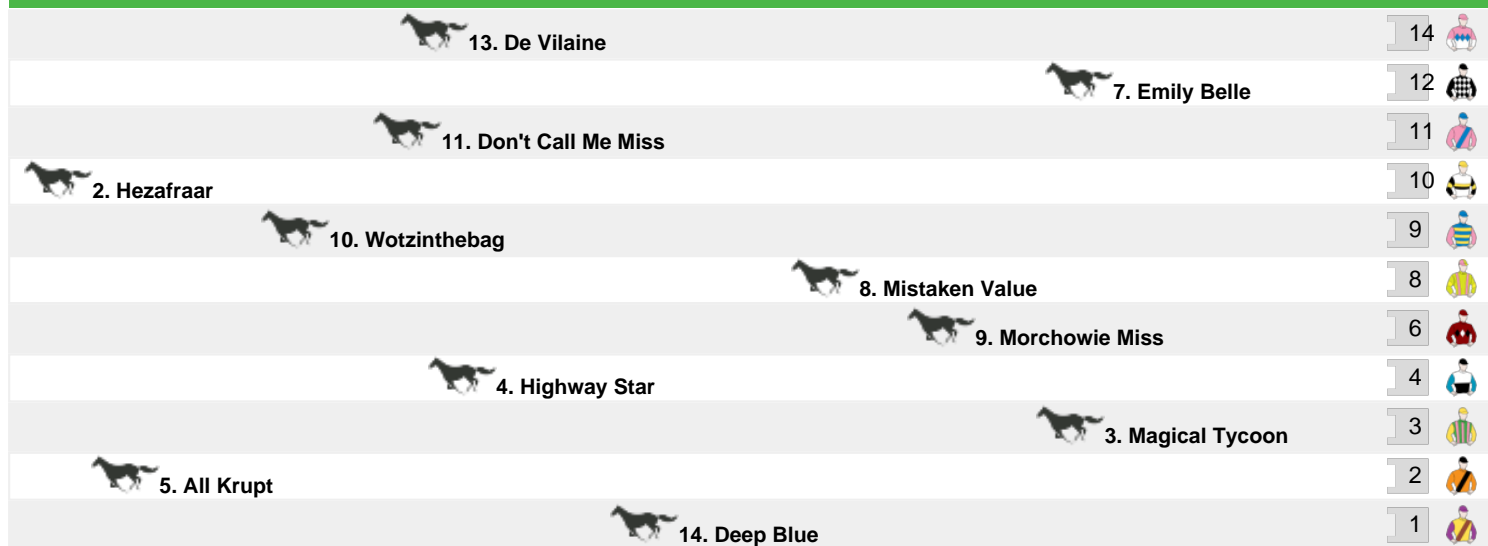 13. De Vilaine 14
7. Emily Belle 12
11. Don't Call Me Miss 11
2. Hezafraar 10
10. Wotzinthebag 9
8. Mistaken Value 8
9. Morchowie Miss 6
4. Highway Star 4
3. Magical Tycoon 3
5. All Krupt 2
14. Deep Blue 1